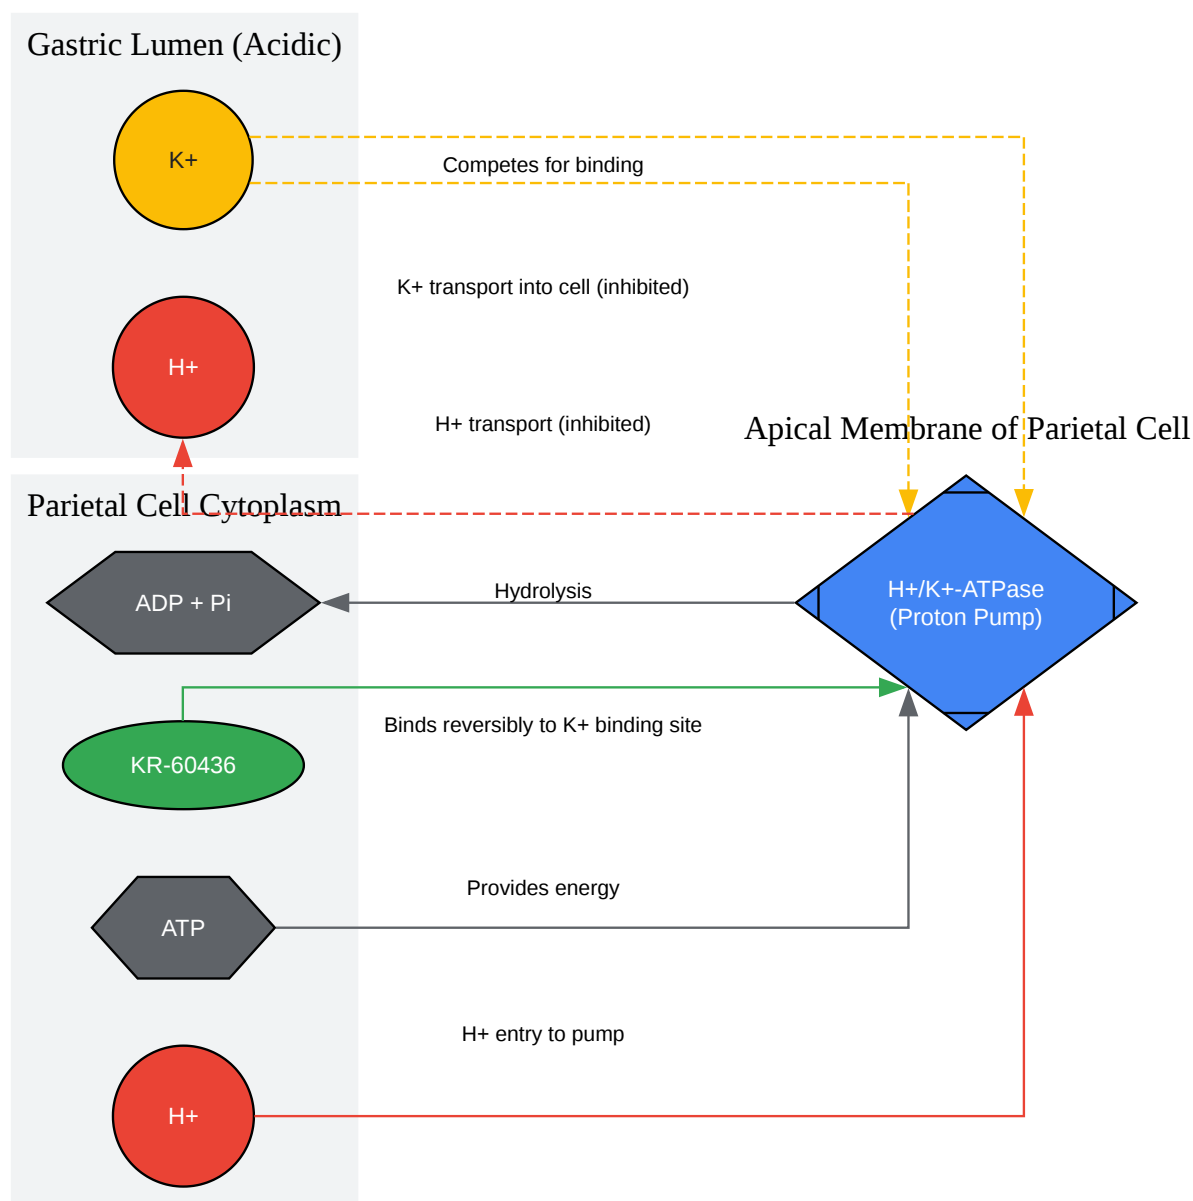 Gastric Lumen (Acidic)
K+
Competes for binding
K+ transport into cell (inhibited)
H+
H+ transport (inhibited)
Apical Membrane of Parietal Cell
Parietal Cell Cytoplasm
ADP + Pi
Hydrolysis
H+/K+-ATPase
(Proton Pump)
Binds reversibly to K+ binding site
KR-60436
Provides energy
ATP
H+ entry to pump
H+